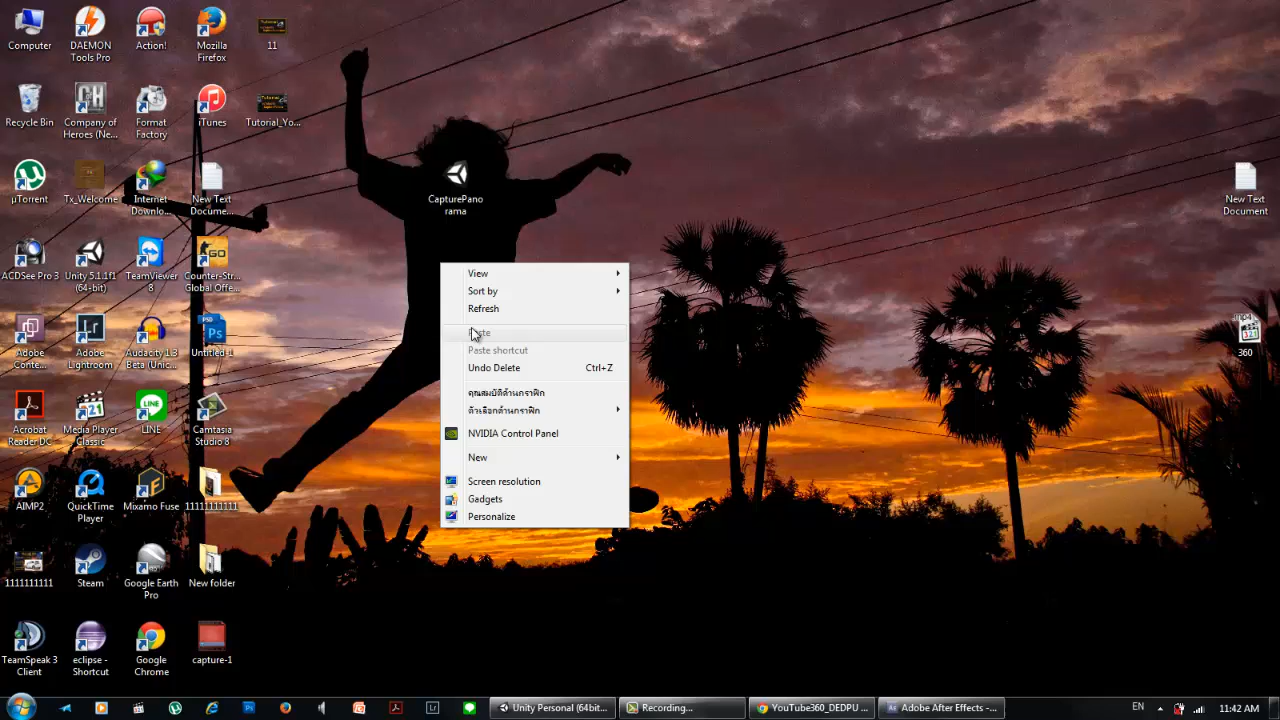 Computer
DAEMON
Tools Pro
Action!
Mozilla
Firefox
11
Recycle Bin
Company of
Heroes (Ne...
Format
Factory
iTunes
Tutorial_Yo...
µTorrent
Tx_Welcome
Internet
Downlo...
New Text
Docume...
CapturePano
rama
New Text
Document
ACDSee Pro 3
Unity 5.1.1f1
(64-bit)
TeamViewer
8
Counter-Str...
Global Offe...
Adobe
Conte...
Adobe
Lightroom
Audacity 1.3
Beta (Unic...
Untitled-1
360
Acrobat
Reader DC
Media Player
Classic
LINE
Camtasia
Studio 8
AIMP2
QuickTime
Player
Mixamo Fuse
11111111111
1111111111
Steam
Google Earth
Pro
New folder
TeamSpeak 3
Client
eclipse -
Shortcut
Google
Chrome
capture-1
View
Sort by
Refresh
Paste
Paste shortcut
Undo Delete Ctrl+Z
คุณสมบัติด้านกราฟิก
ตัวเลือกด้านกราฟิก
NVIDIA Control Panel
New
Screen resolution
Gadgets
Personalize
Unity Personal (64bit...
Recording...
YouTube360_DEDPU ...
Adobe After Effects -...
EN
11:42 AM